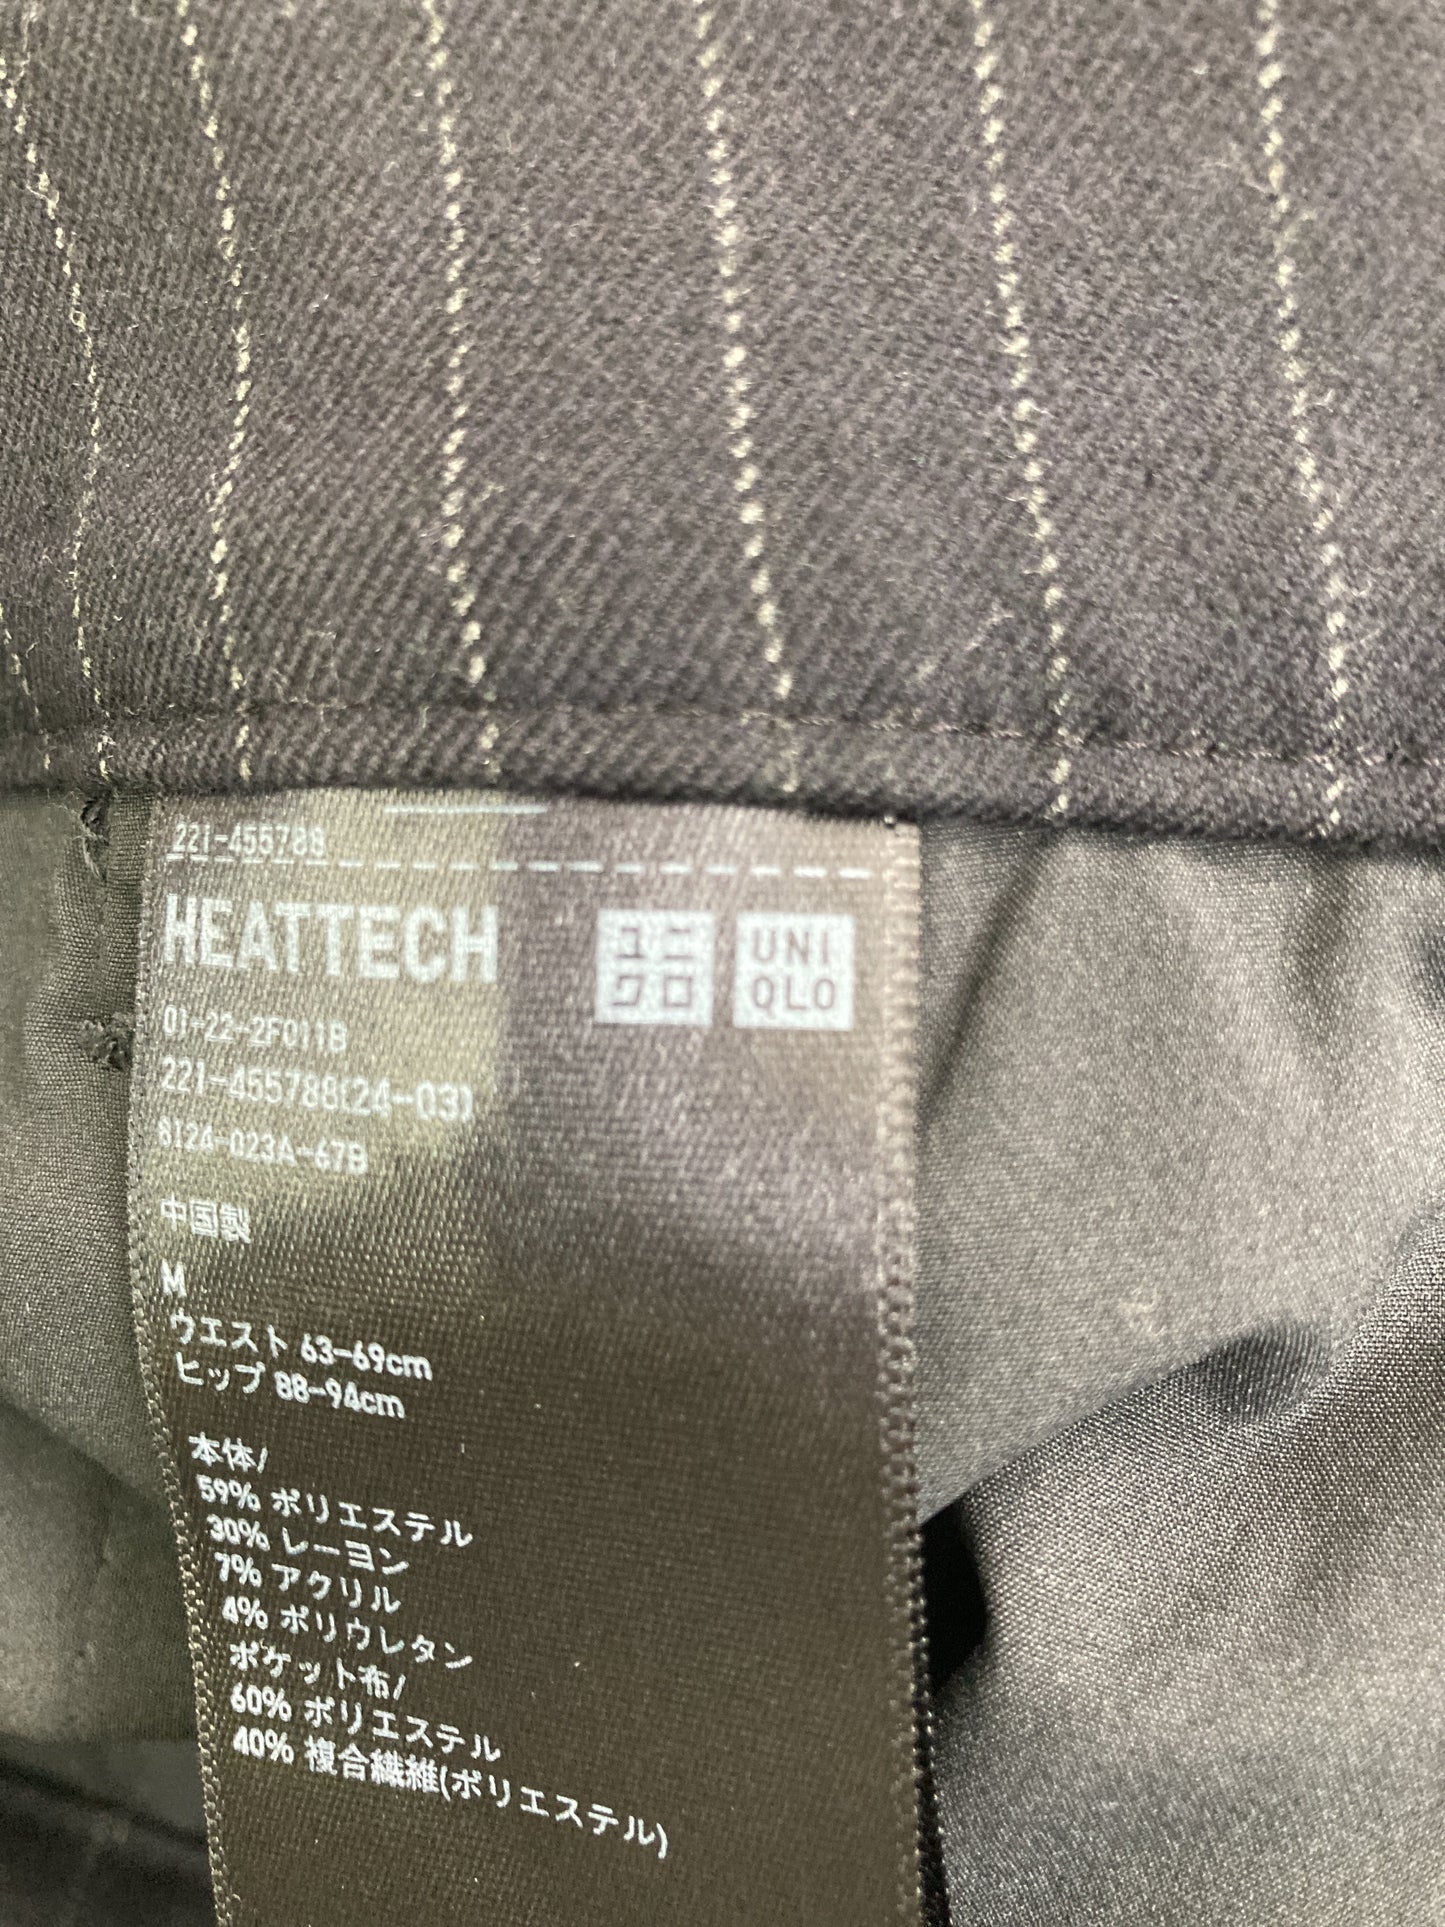 221-455788
HEATTECH
ユニクロ
UNIQLO
01-22-2F011B
221-455788(24-03)
8124-023A-67B
中国製
M
ウエスト 63-69cm
ヒップ 88-94cm
本体/
59% ポリエステル
30% レーヨン
7% アクリル
4% ポリウレタン
ポケット布/
60% ポリエステル
40% 複合繊維(ポリエステル)